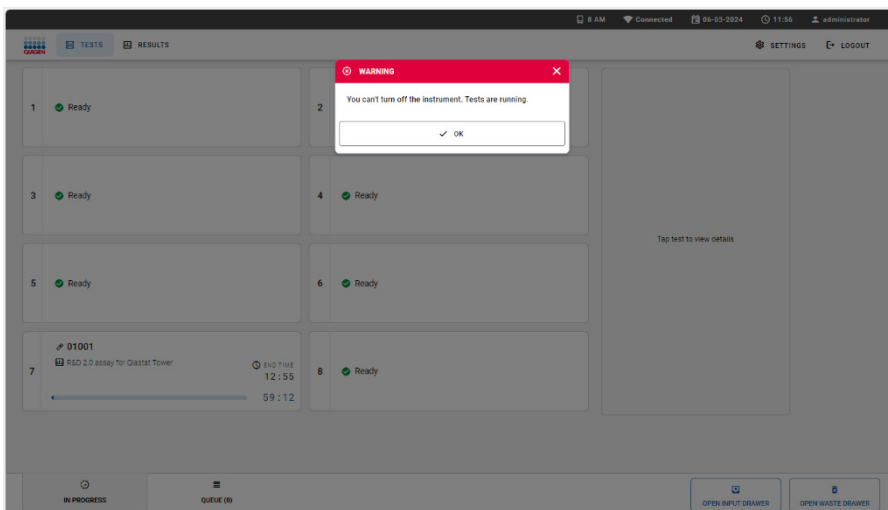 8 AM Connected 06-03-2024 11:56 administrator
QIAGEN TESTS RESULTS SETTINGS LOGOUT
WARNING
You can't turn off the instrument. Tests are running.
OK
1 Ready
2
3 Ready
4 Ready
Tap test to view details
5 Ready
6 Ready
7
01001
R&D 2.0 assay for Qiastat Tower
END TIME
12:55
59:12
8 Ready
IN PROGRESS
QUEUE (0)
OPEN INPUT DRAWER
OPEN WASTE DRAWER